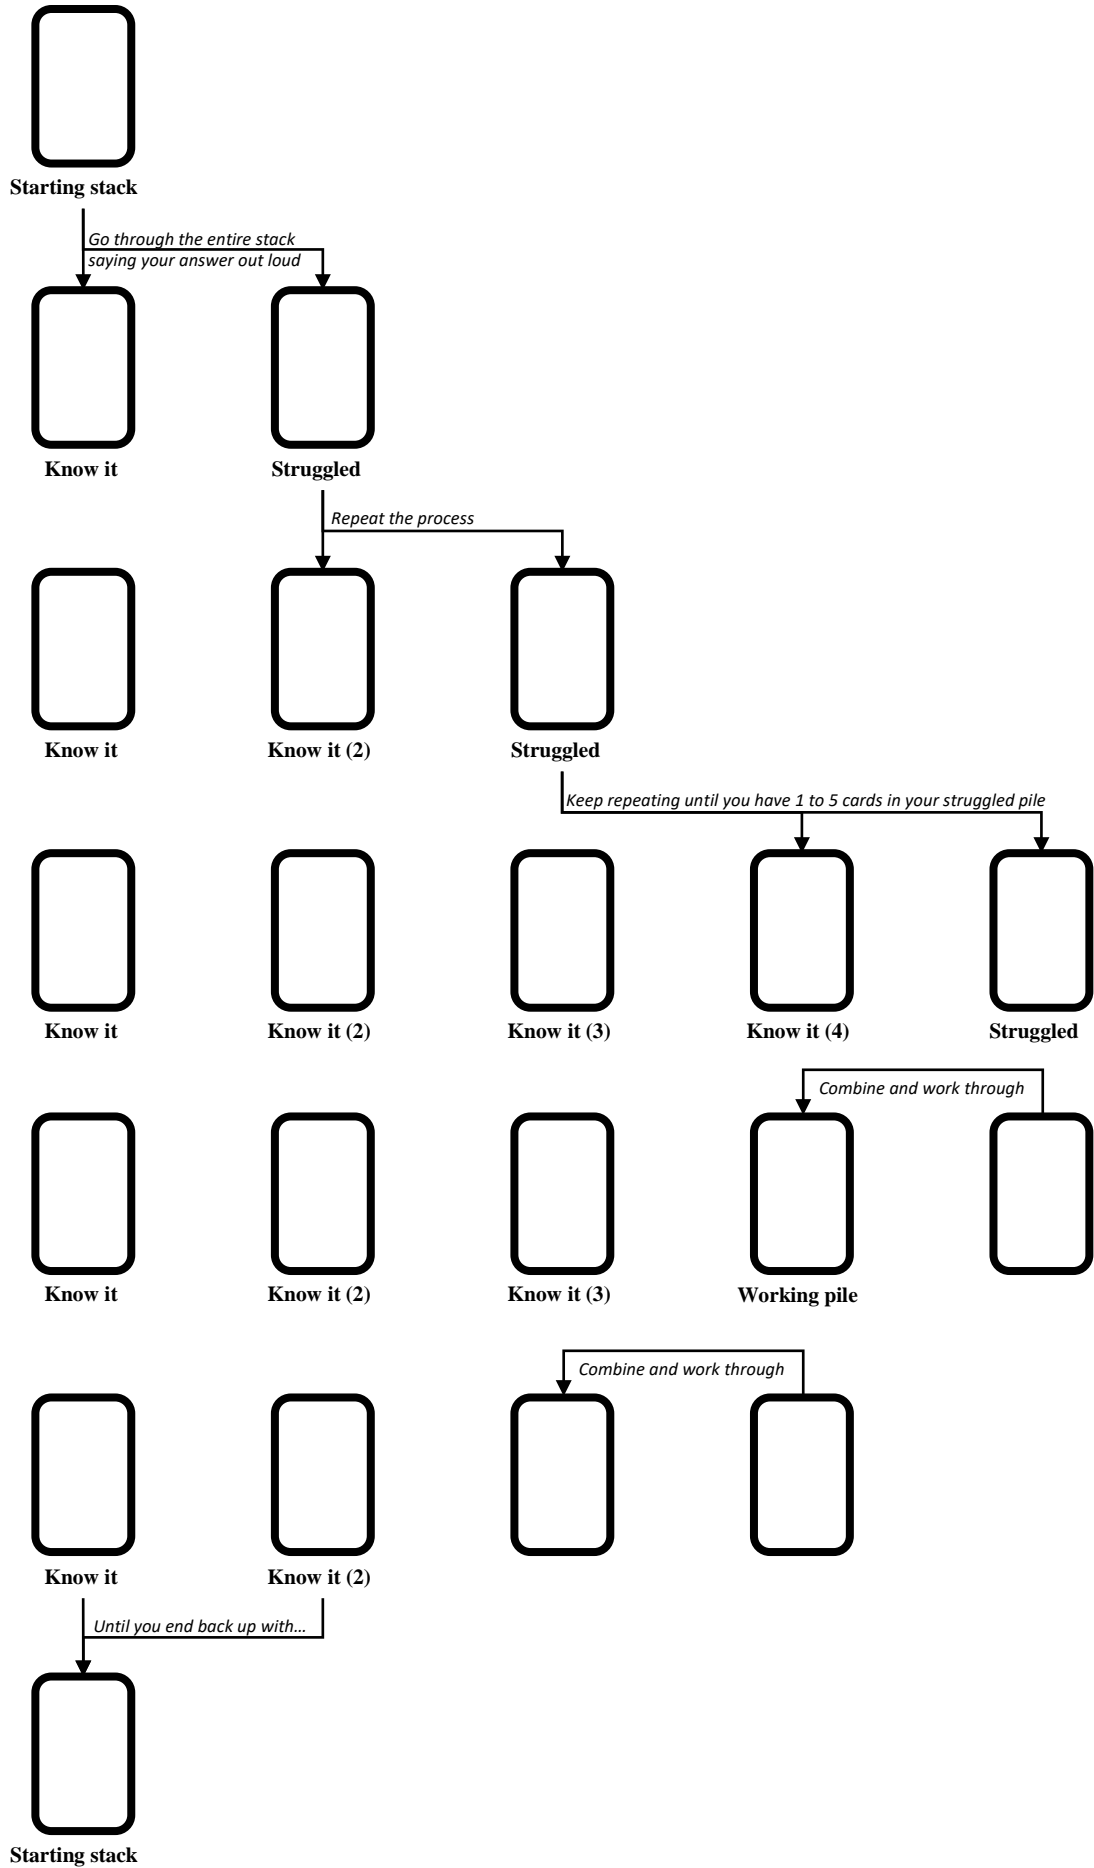 Starting stack
Go through the entire stack
saying your answer out loud
Know it
Struggled
Repeat the process
Know it
Know it (2)
Struggled
Keep repeating until you have 1 to 5 cards in your struggled pile
Know it
Know it (2)
Know it (3)
Know it (4)
Struggled
Combine and work through
Know it
Know it (2)
Know it (3)
Working pile
Combine and work through
Know it
Know it (2)
Until you end back up with...
Starting stack